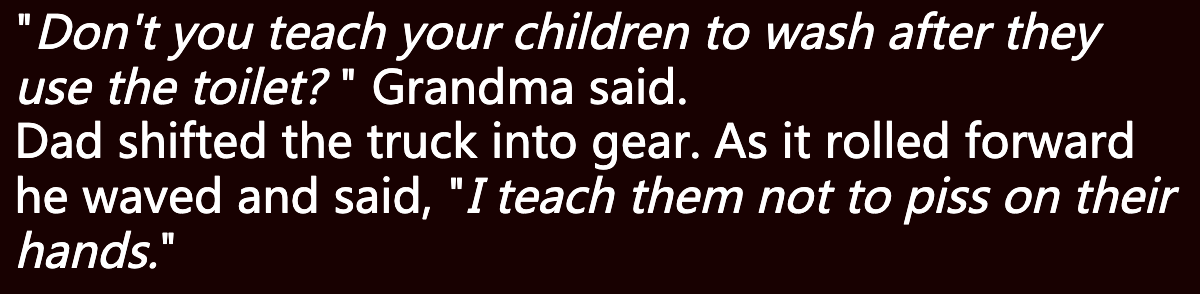 "Don't you teach your children to wash after they
use the toilet? " Grandma said.
Dad shifted the truck into gear. As it rolled forward
he waved and said, "I teach them not to piss on their
hands."